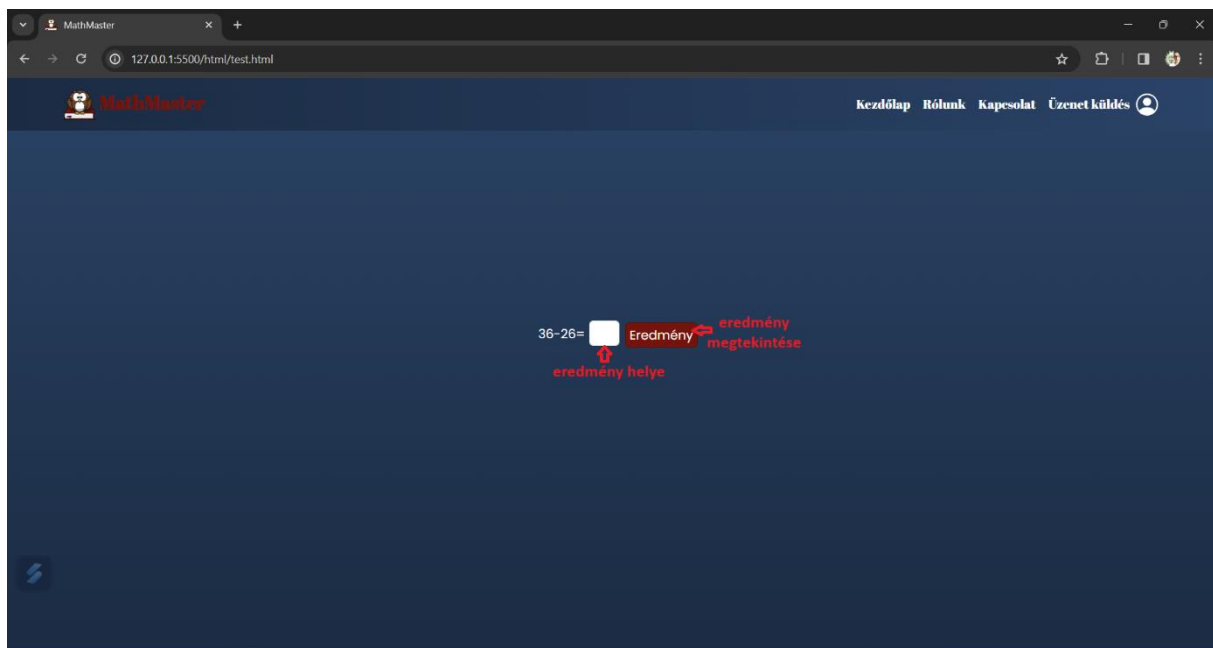 MathMaster
127.0.0.1:5500/html/test.html
MathMaster
Kezdőlap Rólunk Kapcsolat Üzenet küldés
36-26= Eredmény
eredmény
megtekintése
eredmény helye